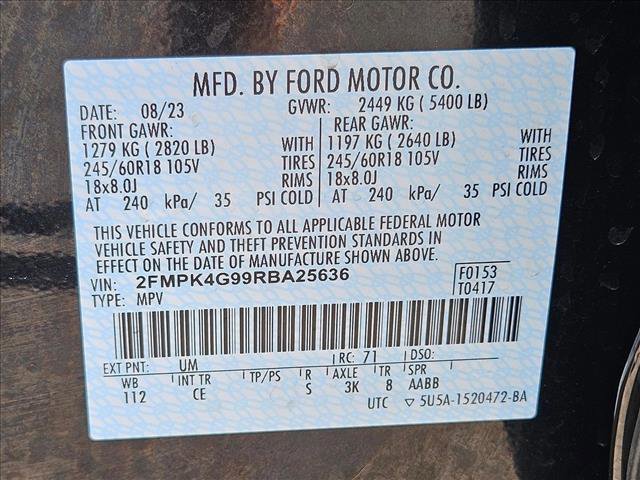 MFD. BY FORD MOTOR CO.
DATE: 08/23 GVWR: 2449 KG ( 5400 LB)
FRONT GAWR: REAR GAWR:
1279 KG ( 2820 LB) WITH 1197 KG ( 2640 LB) WITH
245/60R18 105V TIRES 245/60R18 105V TIRES
18x8.0J RIMS 18x8.0J RIMS
AT 240 kPa/ 35 PSI COLD AT 240 kPa/ 35 PSI COLD
THIS VEHICLE CONFORMS TO ALL APPLICABLE FEDERAL MOTOR
VEHICLE SAFETY AND THEFT PREVENTION STANDARDS IN
EFFECT ON THE DATE OF MANUFACTURE SHOWN ABOVE.
VIN: 2FMPK4G99RBA25636 F0153
TYPE: MPV T0417
EXT PNT: UM RC: 71 DSO:
WB INT TR TP/PS R AXLE TR SPR
112 CE S 3K 8 AABB
UTC ▽ 5U5A-1520472-BA